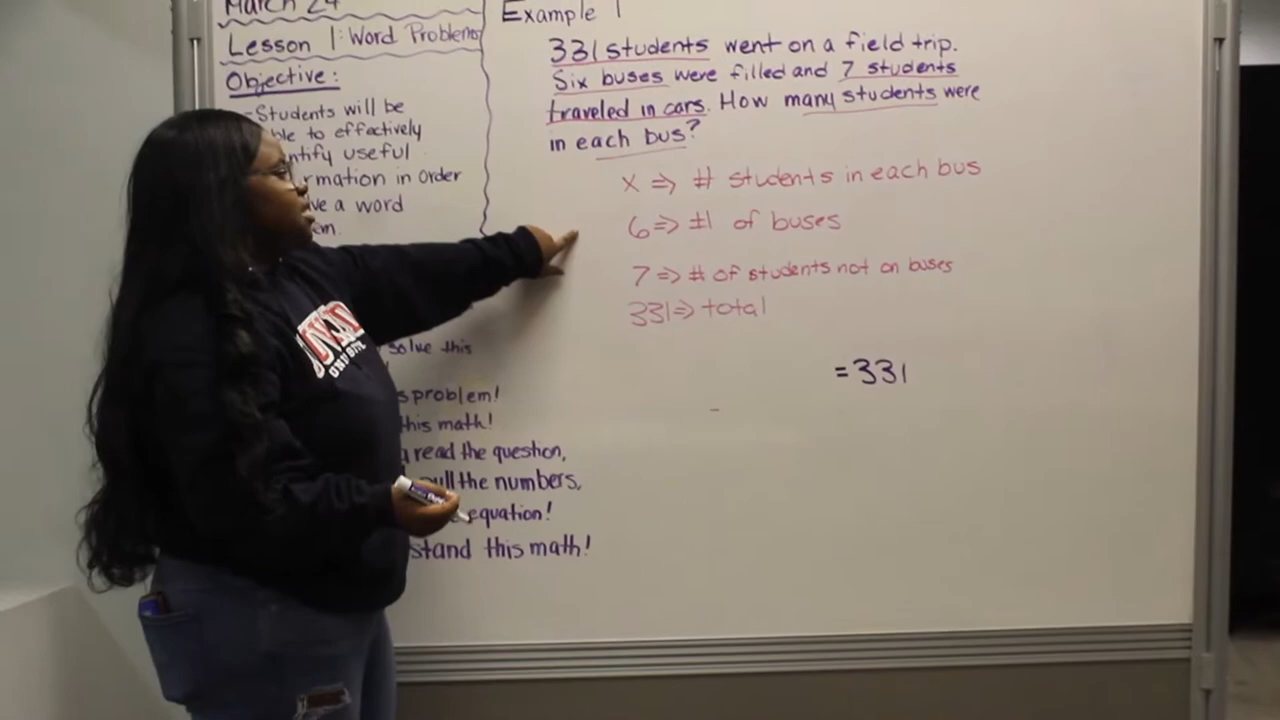 March 24
Lesson 1: Word Problems
Objective:
-Students will be
able to effectively
identify useful
information in order
solve a word
Example 1
331 students went on a field trip.
Six buses were filled and 7 students
traveled in cars. How many students were
in each bus?
x => # students in each bus
6 => # of buses
7 => # of students not on buses
331 => total
= 331
solve this
problem!
this math!
read the question,
pull the numbers,
equation!
stand this math!